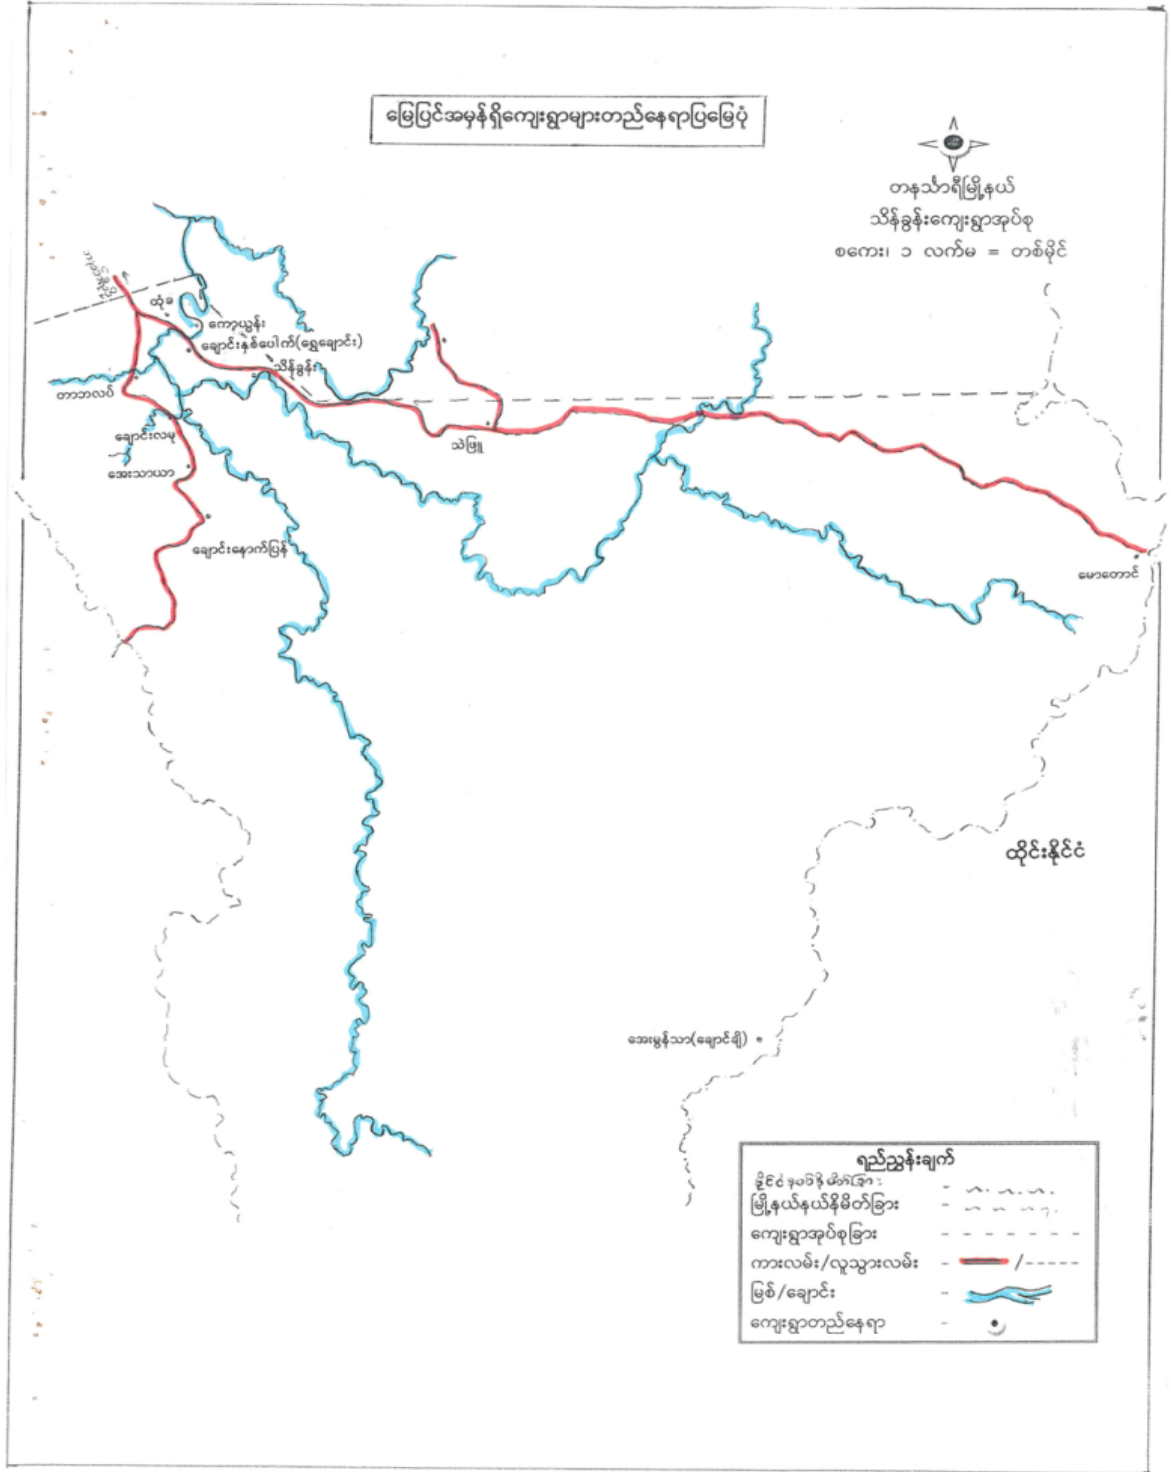 မြေပြင်အမှန်ရှိကျေးရွာများတည်နေရာပြမြေပုံ
တနင်္သာရီမြို့နယ်
သိန်ခွန်းကျေးရွာအုပ်စု
စကေး၊ ၁ လက်မ = တစ်မိုင်
ထုံခ
ကော့ယွန်း
ချောင်းနှစ်ပေါက်(ရွှေချောင်း)
သိန်ခွန်း
တာဘလပ်
ချောင်းလမု
သဲဖြူ
အေးသာယာ
ချောင်းနောက်ပြန်
မောတောင်
ထိုင်းနိုင်ငံ
အေးမွန်သာ(ချောင်ချို)
ရည်ညွှန်းချက်
မြို့နယ်နယ်နိမိတ်ခြား -
ကျေးရွာအုပ်စုခြား -
ကားလမ်း/လူသွားလမ်း - /
မြစ်/ချောင်း -
ကျေးရွာတည်နေရာ -